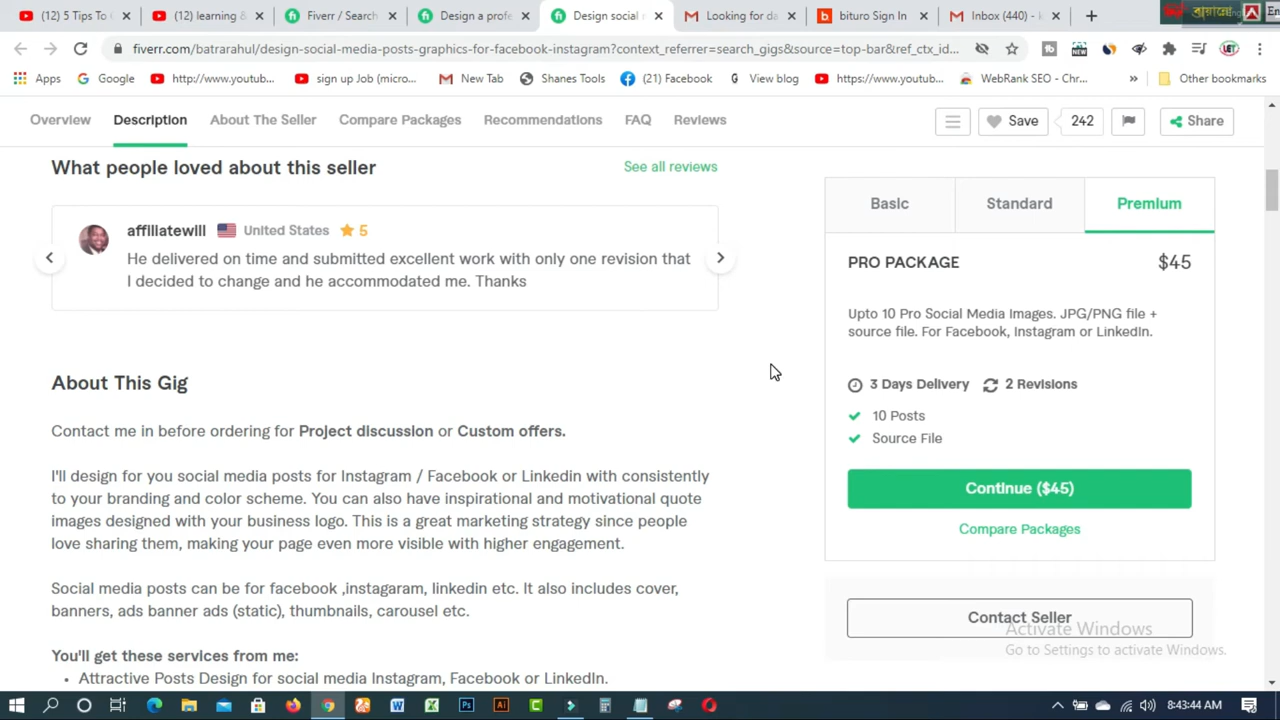 (12) 5 Tips To
(12) learning &
Fiverr / Search
Design a prof
Design social
Looking for da
bituro Sign In
Inbox (440) - k
fiverr.com/batrarahul/design-social-media-posts-graphics-for-facebook-instagram?context_referrer=search_gigs&source=top-bar&ref_ctx_id...
Apps
Google
http://www.youtub...
sign up Job (micro...
New Tab
Shanes Tools
(21) Facebook
View blog
https://www.youtub...
WebRank SEO - Chr...
Other bookmarks
Overview
Description
About The Seller
Compare Packages
Recommendations
FAQ
Reviews
Save
242
Share
What people loved about this seller
See all reviews
affiliatewill United States 5
He delivered on time and submitted excellent work with only one revision that
I decided to change and he accommodated me. Thanks
Basic
Standard
Premium
PRO PACKAGE
$45
Upto 10 Pro Social Media Images. JPG/PNG file +
source file. For Facebook, Instagram or LinkedIn.
3 Days Delivery 2 Revisions
10 Posts
Source File
Continue ($45)
Compare Packages
Contact Seller
About This Gig
Contact me in before ordering for Project discussion or Custom offers.
I'll design for you social media posts for Instagram / Facebook or Linkedin with consistently
to your branding and color scheme. You can also have inspirational and motivational quote
images designed with your business logo. This is a great marketing strategy since people
love sharing them, making your page even more visible with higher engagement.
Social media posts can be for facebook ,instagaram, linkedin etc. It also includes cover,
banners, ads banner ads (static), thumbnails, carousel etc.
You'll get these services from me:
• Attractive Posts Design for social media Instagram, Facebook or LinkedIn.
Activate Windows
Go to Settings to activate Windows.
8:43:44 AM